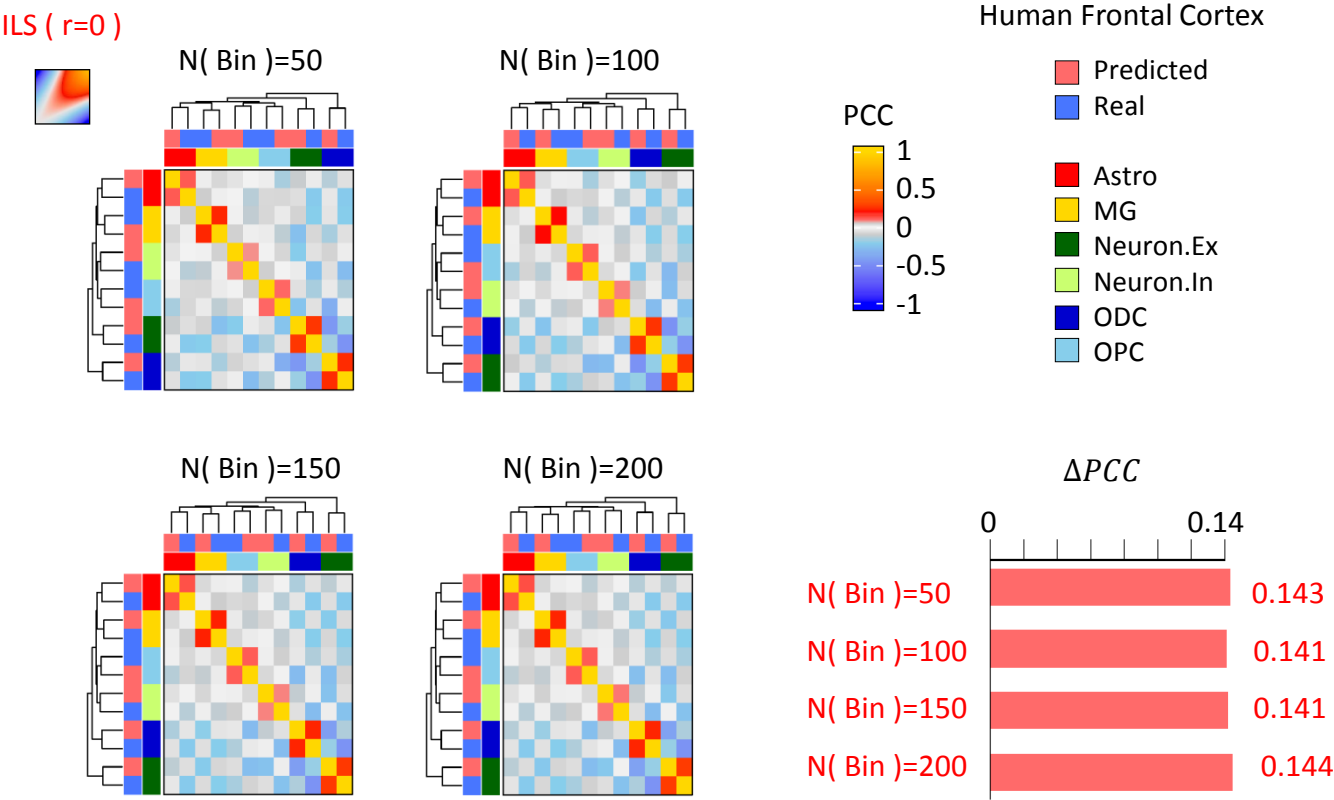 ILS ( r=0 )
N( Bin )=50
N( Bin )=100
PCC
1
0.5
0
-0.5
-1
Human Frontal Cortex
Predicted
Real
Astro
MG
Neuron.Ex
Neuron.In
ODC
OPC
N( Bin )=150
N( Bin )=200
ΔPCC
0 0.14
N( Bin )=50 0.143
N( Bin )=100 0.141
N( Bin )=150 0.141
N( Bin )=200 0.144